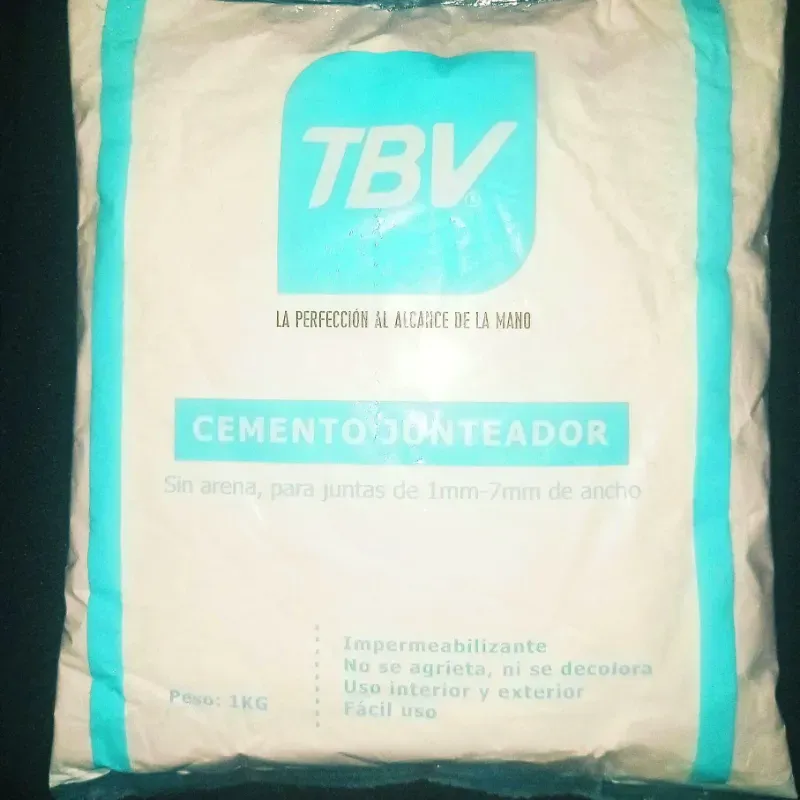 TBV®
LA PERFECCIÓN AL ALCANCE DE LA MANO
CEMENTO JUNTEADOR
Sin arena, para juntas de 1mm-7mm de ancho
Peso: 1KG
Impermeabilizante
No se agrieta, ni se decolora
Uso interior y exterior
Fácil uso